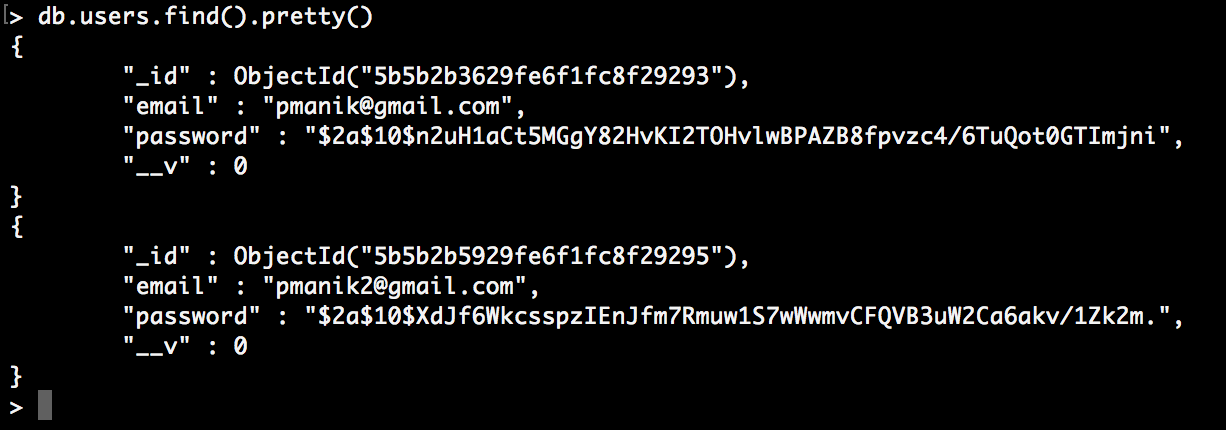 > db.users.find().pretty()
{
"_id" : ObjectId("5b5b2b3629fe6f1fc8f29293"),
"email" : "pmanik@gmail.com",
"password" : "$2a$10$n2uH1aCt5MGgY82HvKI2TOHvlwBPAZB8fpvzc4/6TuQot0GTImjni",
"__v" : 0
}
{
"_id" : ObjectId("5b5b2b5929fe6f1fc8f29295"),
"email" : "pmanik2@gmail.com",
"password" : "$2a$10$XdJf6WkcsspzIEnJfm7Rmuw1S7wWwmvCFQVB3uW2Ca6akv/1Zk2m.",
"__v" : 0
}
>